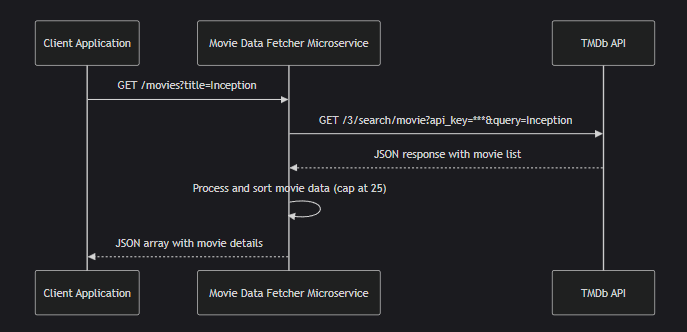 Client Application
Movie Data Fetcher Microservice
TMDb API
GET /movies?title=Inception
GET /3/search/movie?api_key=***&query=Inception
JSON response with movie list
Process and sort movie data (cap at 25)
JSON array with movie details
Client Application
Movie Data Fetcher Microservice
TMDb API